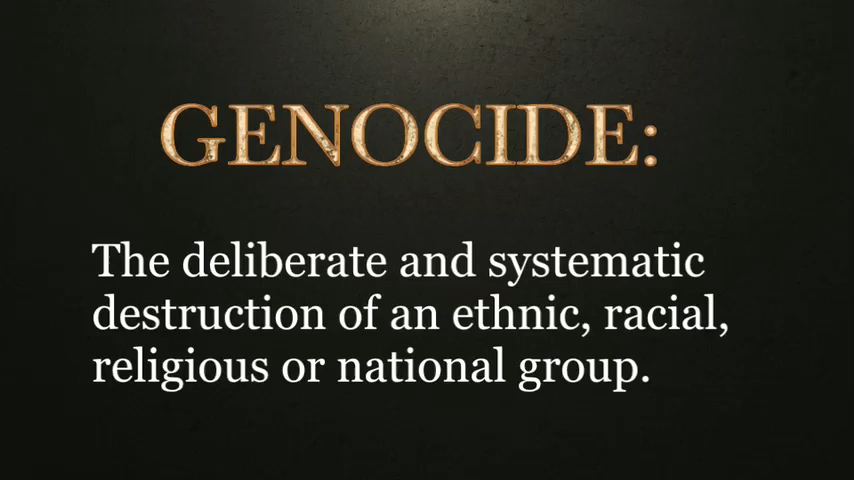 GENOCIDE:
The deliberate and systematic
destruction of an ethnic, racial,
religious or national group.